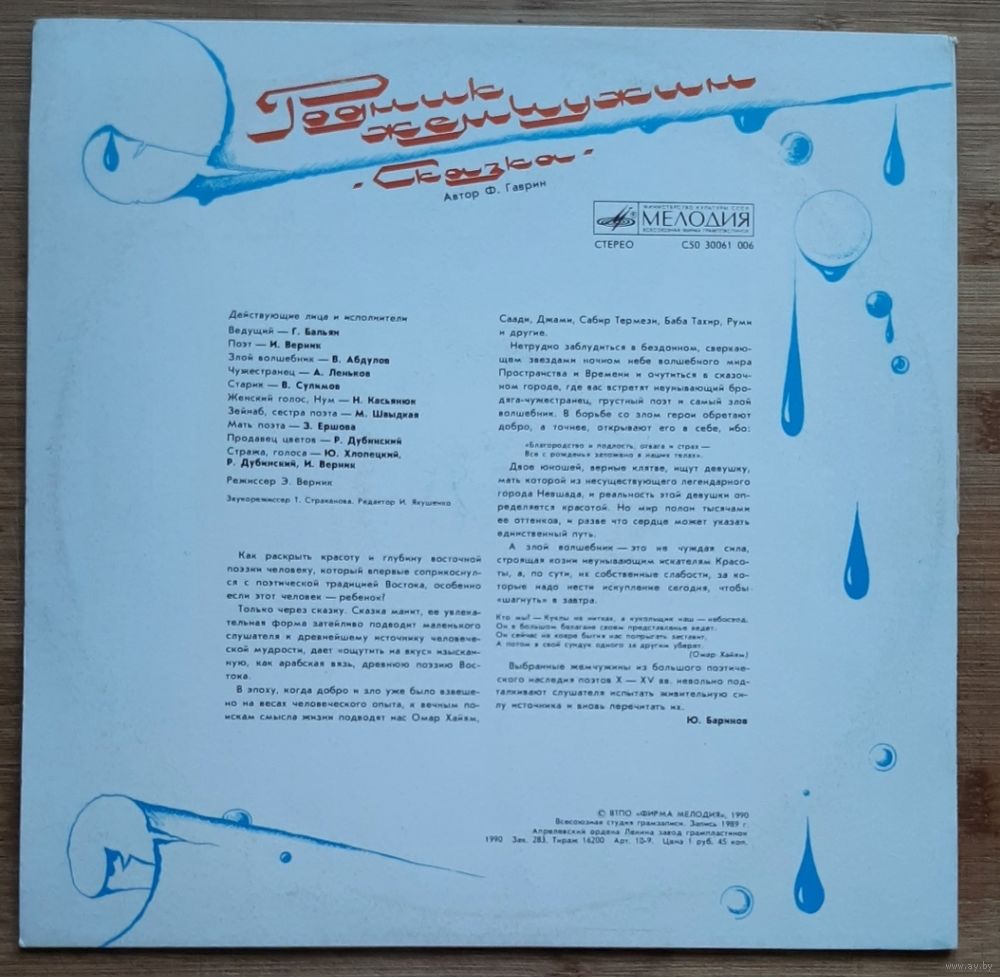 Родник
жемчужин
- Сказка -
Автор Ф. Гаврин
МИНИСТЕРСТВО КУЛЬТУРЫ СССР
МЕЛОДИЯ
ВСЕСОЮЗНАЯ ФИРМА ГРАМПЛАСТИНОК
СТЕРЕО С50 30061 006
Действующие лица и исполнители
Ведущий — Г. Бальян
Поэт — И. Верник
Злой волшебник — В. Абдулов
Чужестранец — А. Леньков
Старик — В. Сулимов
Женский голос, Нум — Н. Касьянюк
Зейнаб, сестра поэта — М. Швыдкая
Мать поэта — З. Ершова
Продавец цветов — Р. Дубинский
Стража, голоса — Ю. Хлопецкий,
Р. Дубинский, И. Верник
Режиссер Э. Верник
Звукорежиссер Т. Страканова. Редактор И. Якушенко
Как раскрыть красоту и глубину восточной
поэзии человеку, который впервые соприкоснул-
ся с поэтической традицией Востока, особенно
если этот человек — ребенок?
Только через сказку. Сказка манит, ее увлека-
тельная форма затейливо подводит маленького
слушателя к древнейшему источнику человече-
ской мудрости, дает «ощутить на вкус» изыскан-
ную, как арабская вязь, древнюю поэзию Вос-
тока.
В эпоху, когда добро и зло уже было взвеше-
но на весах человеческого опыта, к вечным по-
искам смысла жизни подводят нас Омар Хайям,
Саади, Джами, Сабир Термези, Баба Тахир, Руми
и другие.
Нетрудно заблудиться в бездонном, сверкаю-
щем звездами ночном небе волшебного мира
Пространства и Времени и очутиться в сказоч-
ном городе, где вас встретят неунывающий бро-
дяга-чужестранец, грустный поэт и самый злой
волшебник. В борьбе со злом герои обретают
добро, а точнее, открывают его в себе, ибо:
«Благородство и подлость, отвага и страх —
Все с рожденья заложено в наших телах».
Двое юношей, верные клятве, ищут девушку,
мать которой из несуществующего легендарного
города Невшада, и реальность этой девушки оп-
ределяется красотой. Но мир полон тысячами
ее оттенков, и разве что сердце может указать
единственный путь.
А злой волшебник — это не чуждая сила,
строящая козни неунывающим искателям Красо-
ты, а, по сути, их собственные слабости, за ко-
торые надо нести искупление сегодня, чтобы
«шагнуть» в завтра.
Кто мы? — Куклы на нитках, а кукольщик наш — небосвод.
Он в большом балагане своем представленье ведет.
Он сейчас на ковре бытия нас попрыгать заставит,
А потом в свой сундук одного за другим уберет.
(Омар Хайям)
Выбранные жемчужины из большого поэтиче-
ского наследия поэтов X — XV вв. невольно под-
талкивают слушателя испытать живительную си-
лу источника и вновь перечитать их.
Ю. Баринов
© ВТПО «ФИРМА МЕЛОДИЯ», 1990
Всесоюзная студия грамзаписи. Запись 1989 г.
Апрелевский ордена Ленина завод грампластинок
1990 Зак. 283. Тираж 16200 Арт. 10-9. Цена 1 руб. 45 коп.
www.ay.by